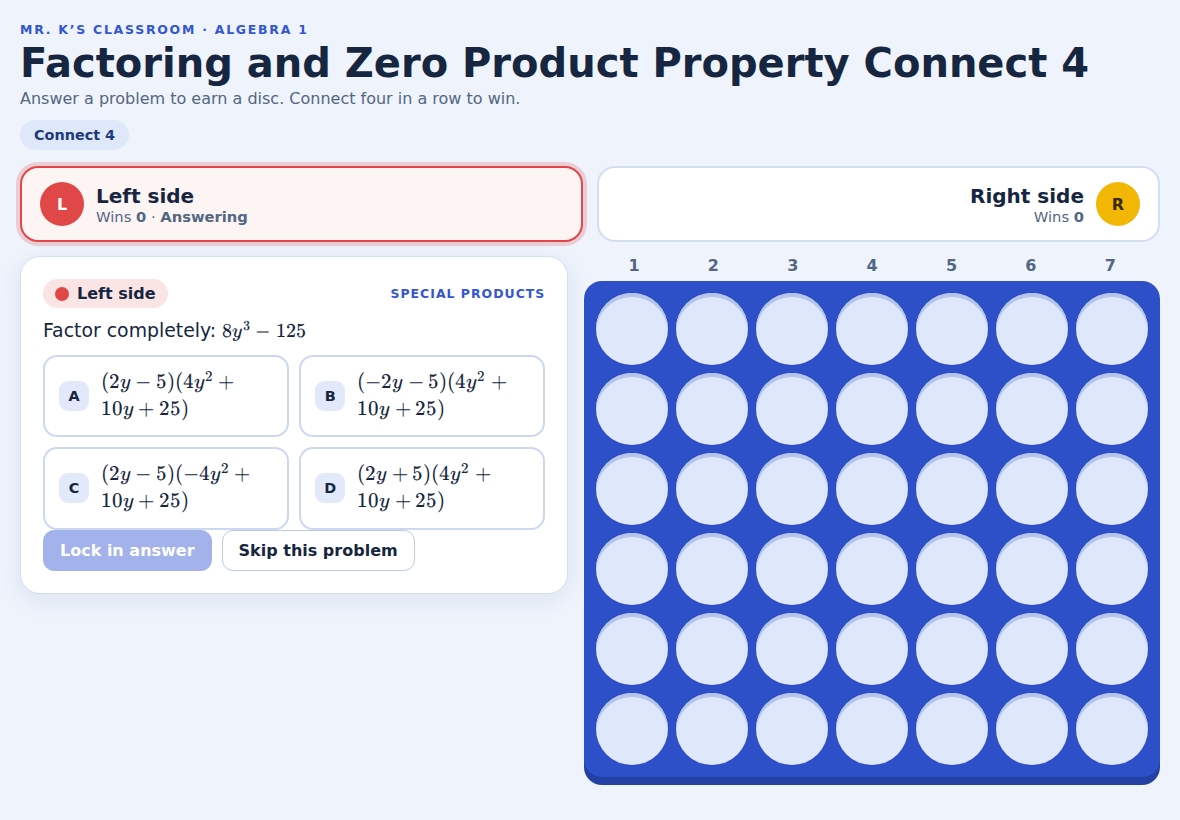 MR. K’S CLASSROOM · ALGEBRA 1
Factoring and Zero Product Property Connect 4
Answer a problem to earn a disc. Connect four in a row to win.
Connect 4
L
Left side
Wins 0 · Answering
Right side
Wins 0
R
Left side
SPECIAL PRODUCTS
Factor completely: 8y³ − 125
A
(2y − 5)(4y² +
10y + 25)
B
(−2y − 5)(4y² +
10y + 25)
C
(2y − 5)(−4y² +
10y + 25)
D
(2y + 5)(4y² +
10y + 25)
Lock in answer
Skip this problem
1 2 3 4 5 6 7